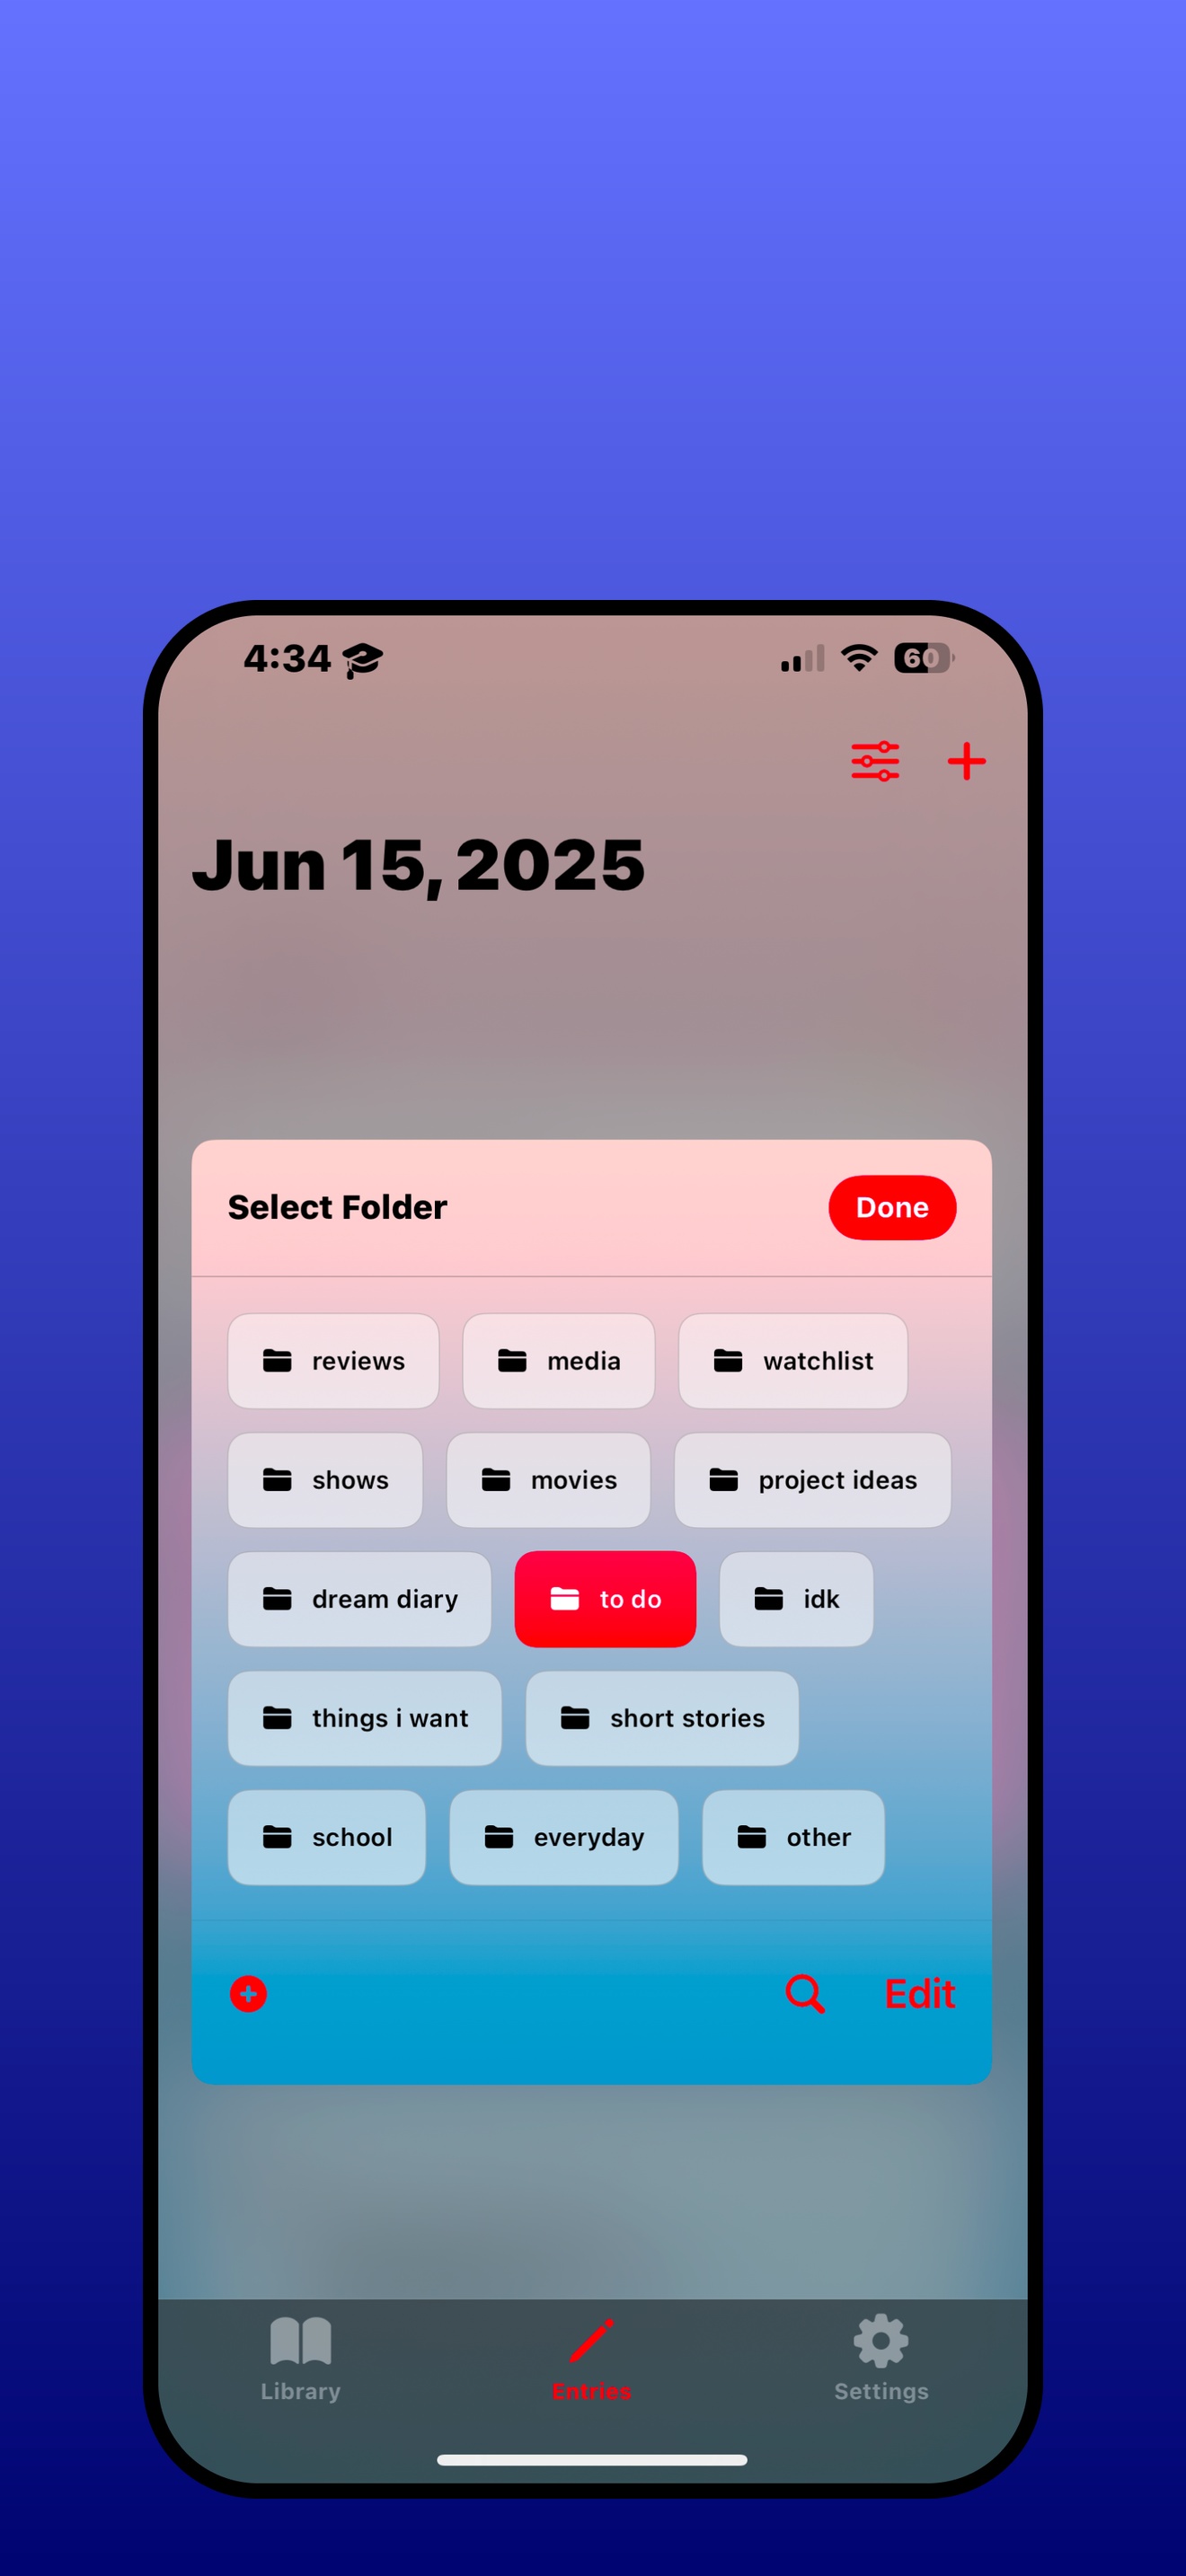 4:34
60
Jun 15, 2025
Select Folder
Done
reviews
media
watchlist
shows
movies
project ideas
dream diary
to do
idk
things i want
short stories
school
everyday
other
Edit
Library
Entries
Settings